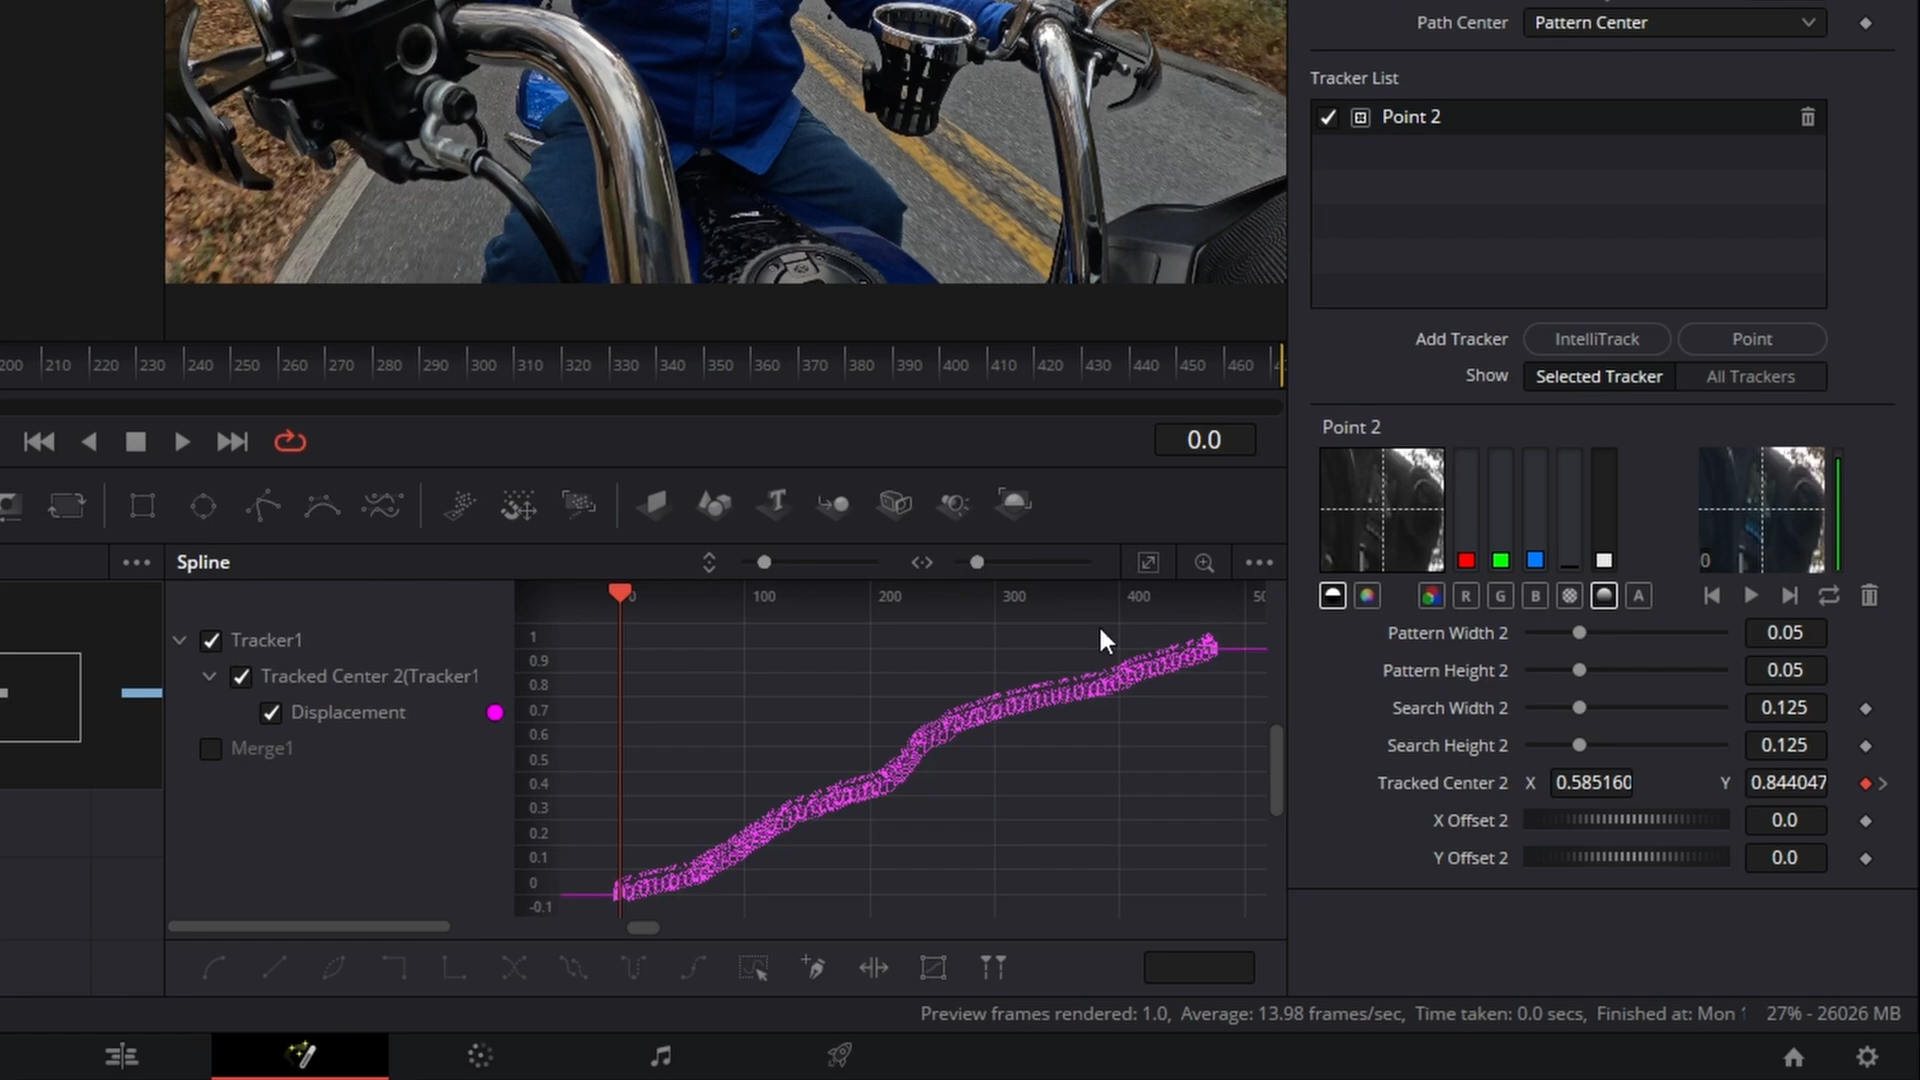 Path Center Pattern Center
Tracker List
Point 2
Add Tracker IntelliTrack Point
Show Selected Tracker All Trackers
200 210 220 230 240 250 260 270 280 290 300 310 320 330 340 350 360 370 380 390 400 410 420 430 440 450 460
0.0
Point 2
0
R G B A
Spline
0 100 200 300 400 50
Tracker1
Tracked Center 2(Tracker1
Displacement
Merge1
1
0.9
0.8
0.7
0.6
0.5
0.4
0.3
0.2
0.1
0
-0.1
Pattern Width 2 0.05
Pattern Height 2 0.05
Search Width 2 0.125
Search Height 2 0.125
Tracked Center 2 X 0.585160 Y 0.844047
X Offset 2 0.0
Y Offset 2 0.0
Preview frames rendered: 1.0, Average: 13.98 frames/sec, Time taken: 0.0 secs, Finished at: Mon 27% - 26026 MB